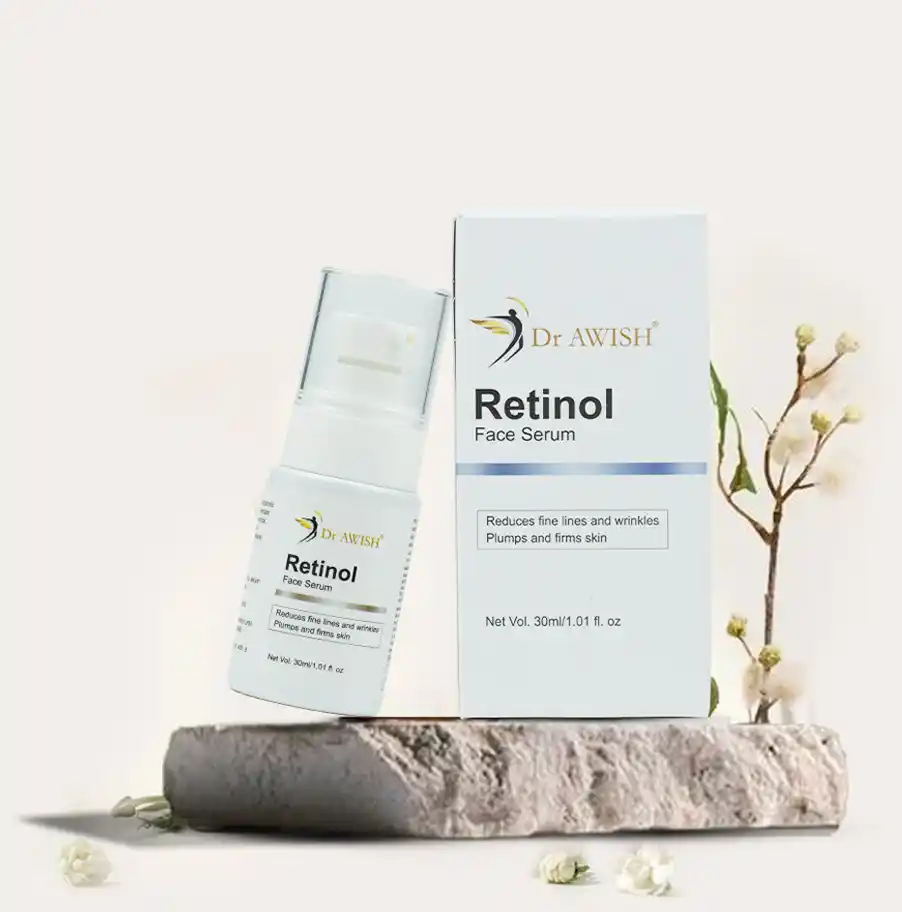 Dr AWISH®
Retinol
Face Serum
Reduces fine lines and wrinkles
Plumps and firms skin
Net Vol. 30ml/1.01 fl. oz
Dr AWISH®
Retinol
Face Serum
Reduces fine lines and wrinkles
Plumps and firms skin
Net Vol. 30ml/1.01 fl. oz